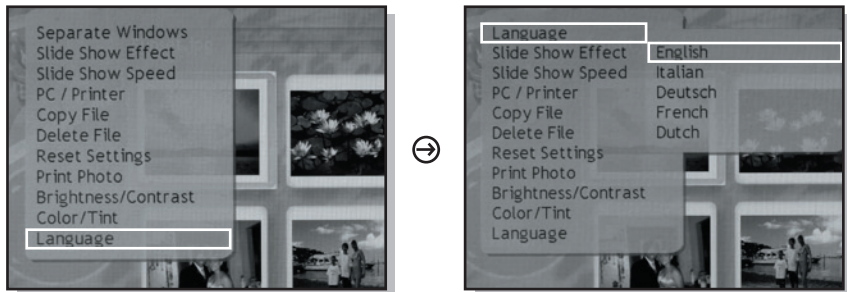 Separate Windows
Slide Show Effect
Slide Show Speed
PC / Printer
Copy File
Delete File
Reset Settings
Print Photo
Brightness/Contrast
Color/Tint
Language
Language
Slide Show Effect
Slide Show Speed
PC / Printer
Copy File
Delete File
Reset Settings
Print Photo
Brightness/Contrast
Color/Tint
Language
English
Italian
Deutsch
French
Dutch